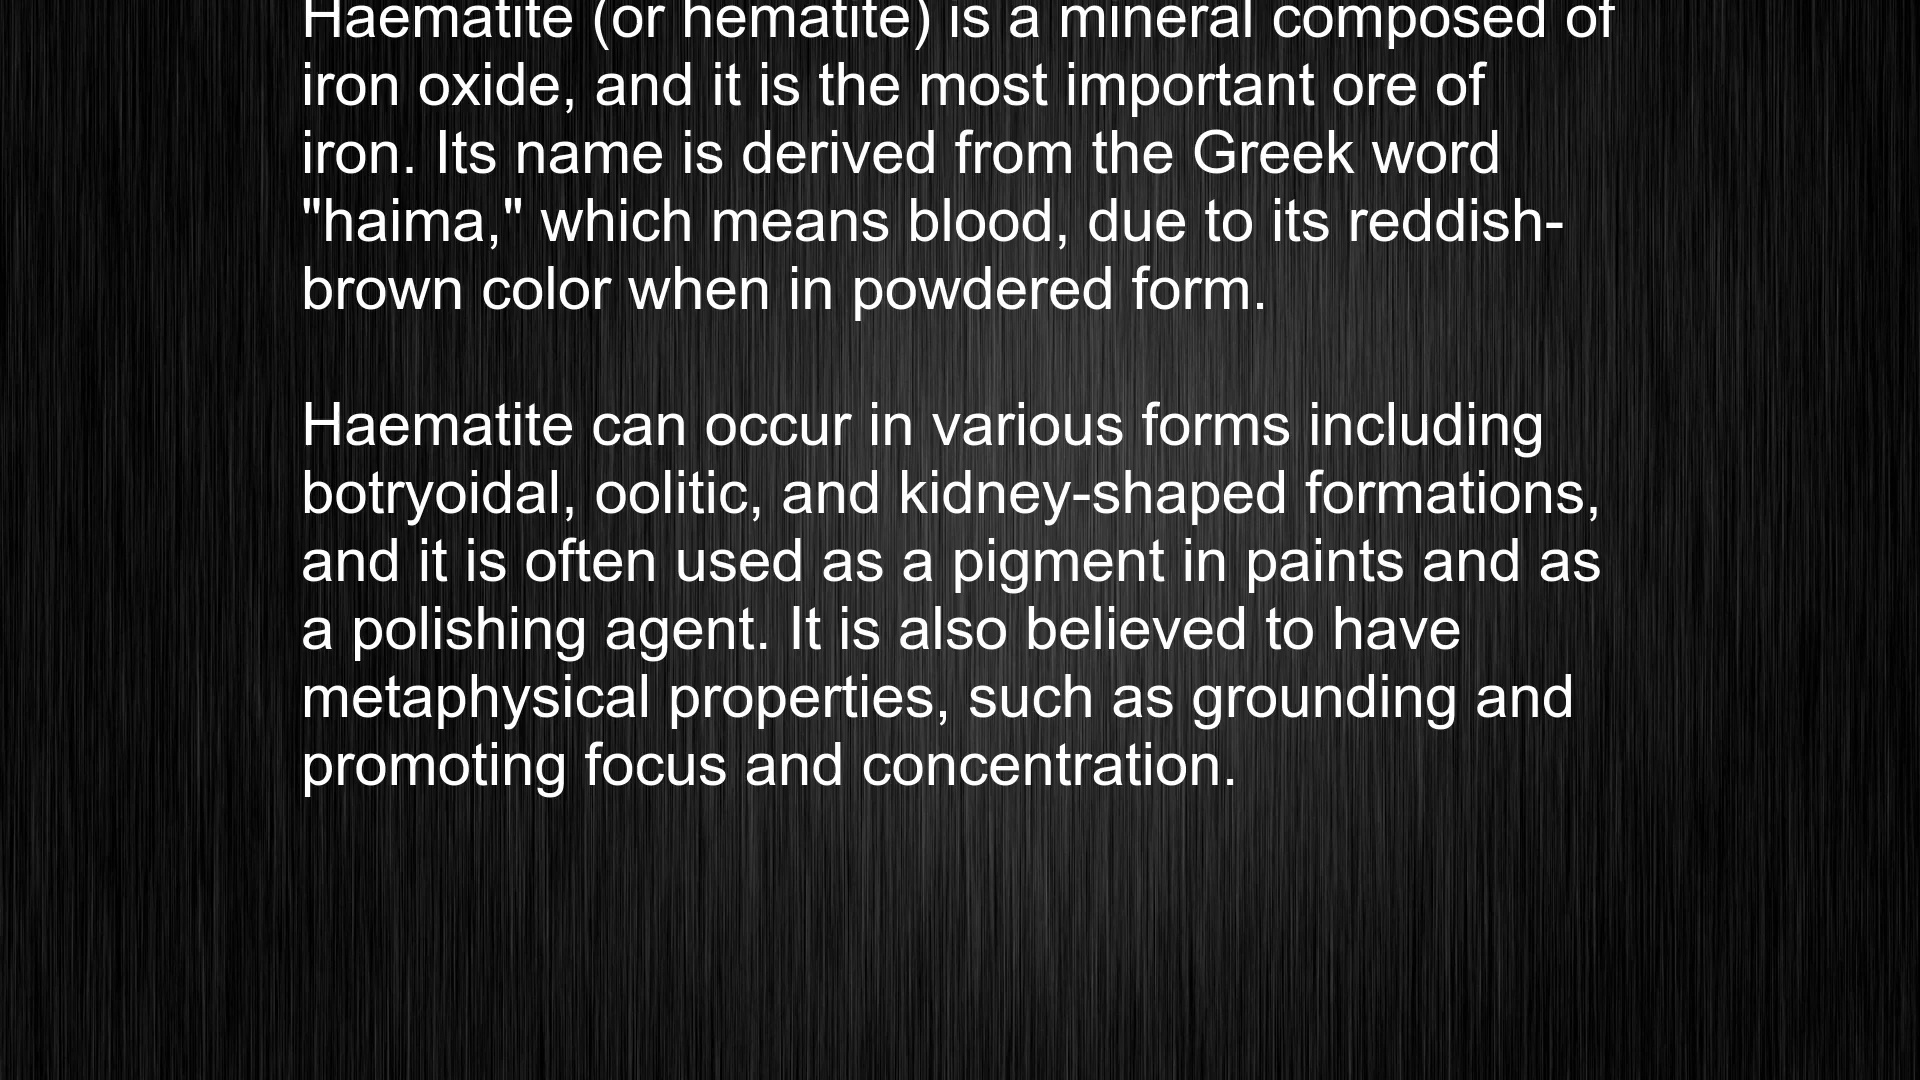 Haematite (or hematite) is a mineral composed of
iron oxide, and it is the most important ore of
iron. Its name is derived from the Greek word
"haima," which means blood, due to its reddish-
brown color when in powdered form.
Haematite can occur in various forms including
botryoidal, oolitic, and kidney-shaped formations,
and it is often used as a pigment in paints and as
a polishing agent. It is also believed to have
metaphysical properties, such as grounding and
promoting focus and concentration.